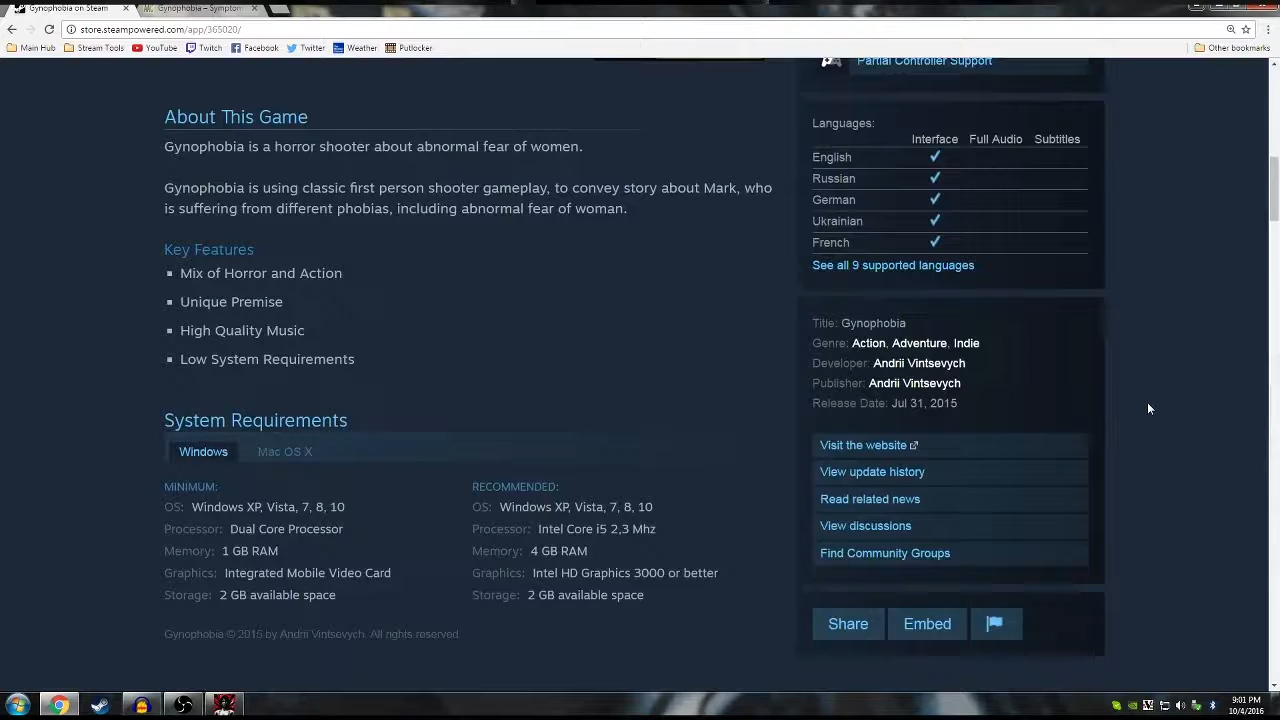 Gynophobia on Steam
Gynophobia – Symptom
store.steampowered.com/app/365020/
Main Hub
Stream Tools
YouTube
Twitch
Facebook
Twitter
Weather
Putlocker
Other bookmarks
Partial Controller Support
About This Game
Gynophobia is a horror shooter about abnormal fear of women.
Gynophobia is using classic first person shooter gameplay, to convey story about Mark, who
is suffering from different phobias, including abnormal fear of woman.
Key Features
Mix of Horror and Action
Unique Premise
High Quality Music
Low System Requirements
System Requirements
Windows
Mac OS X
MINIMUM:
OS: Windows XP, Vista, 7, 8, 10
Processor: Dual Core Processor
Memory: 1 GB RAM
Graphics: Integrated Mobile Video Card
Storage: 2 GB available space
RECOMMENDED:
OS: Windows XP, Vista, 7, 8, 10
Processor: Intel Core i5 2,3 Mhz
Memory: 4 GB RAM
Graphics: Intel HD Graphics 3000 or better
Storage: 2 GB available space
Gynophobia © 2015 by Andrii Vintsevych. All rights reserved.
Languages:
Interface Full Audio Subtitles
English
Russian
German
Ukrainian
French
See all 9 supported languages
Title: Gynophobia
Genre: Action, Adventure, Indie
Developer: Andrii Vintsevych
Publisher: Andrii Vintsevych
Release Date: Jul 31, 2015
Visit the website
View update history
Read related news
View discussions
Find Community Groups
Share
Embed
9:01 PM
10/4/2016